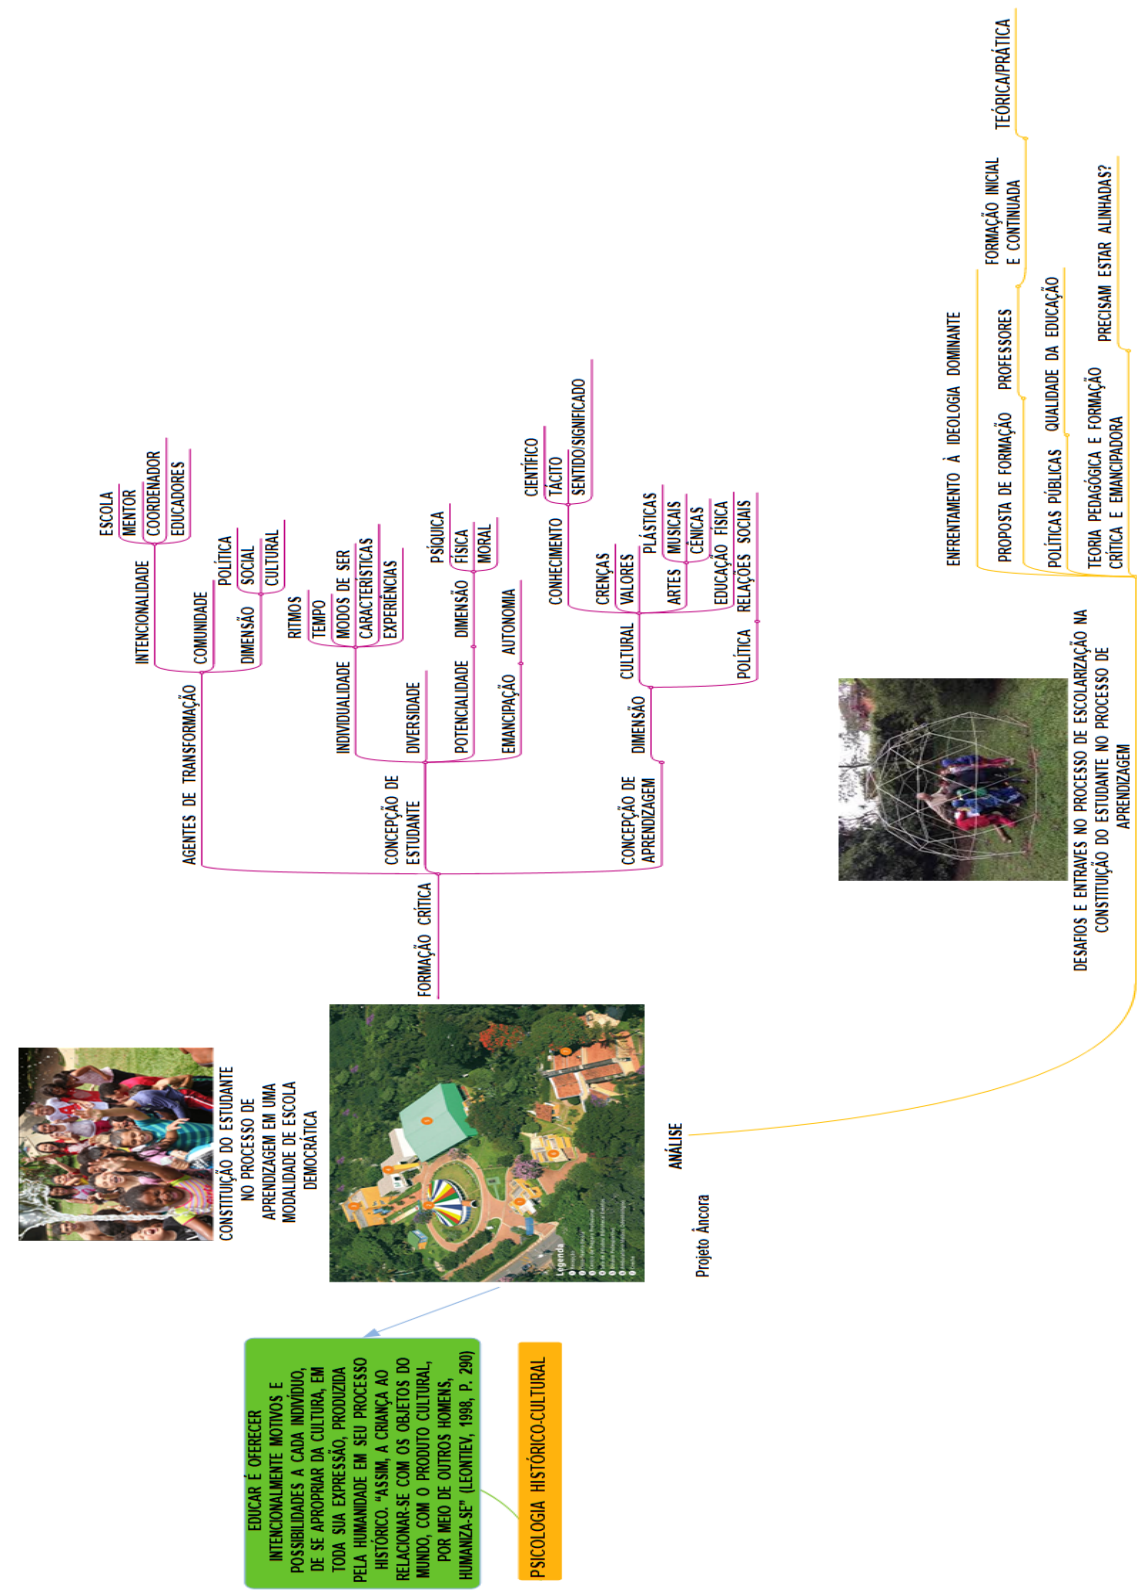 CONSTITUIÇÃO DO ESTUDANTE
NO PROCESSO DE
APRENDIZAGEM EM UMA
MODALIDADE DE ESCOLA
DEMOCRÁTICA
EDUCAR É OFERECER
INTENCIONALMENTE MOTIVOS E
POSSIBILIDADES A CADA INDIVÍDUO,
DE SE APROPRIAR DA CULTURA, EM
TODA SUA EXPRESSÃO, PRODUZIDA
PELA HUMANIDADE EM SEU PROCESSO
HISTÓRICO. “ASSIM, A CRIANÇA AO
RELACIONAR-SE COM OS OBJETOS DO
MUNDO, COM O PRODUTO CULTURAL,
POR MEIO DE OUTROS HOMENS,
HUMANIZA-SE” (LEONTIEV, 1998, P. 290)
PSICOLOGIA HISTÓRICO-CULTURAL
Legenda
Projeto Âncora
ANÁLISE
FORMAÇÃO CRÍTICA
AGENTES DE TRANSFORMAÇÃO
INTENCIONALIDADE
ESCOLA
MENTOR
COORDENADOR
EDUCADORES
COMUNIDADE
DIMENSÃO
POLÍTICA
SOCIAL
CULTURAL
CONCEPÇÃO DE
ESTUDANTE
INDIVIDUALIDADE
RITMOS
TEMPO
MODOS DE SER
CARACTERÍSTICAS
EXPERIÊNCIAS
DIVERSIDADE
POTENCIALIDADE
DIMENSÃO
PSÍQUICA
FÍSICA
MORAL
EMANCIPAÇÃO
AUTONOMIA
CONCEPÇÃO DE
APRENDIZAGEM
DIMENSÃO
CULTURAL
CONHECIMENTO
CIENTÍFICO
TÁCITO
SENTIDO/SIGNIFICADO
CRENÇAS
VALORES
ARTES
PLÁSTICAS
MUSICAIS
CÊNICAS
EDUCAÇÃO FÍSICA
POLÍTICA
RELAÇÕES SOCIAIS
DESAFIOS E ENTRAVES NO PROCESSO DE ESCOLARIZAÇÃO NA
CONSTITUIÇÃO DO ESTUDANTE NO PROCESSO DE
APRENDIZAGEM
ENFRENTAMENTO À IDEOLOGIA DOMINANTE
PROPOSTA DE FORMAÇÃO
PROFESSORES
FORMAÇÃO INICIAL
E CONTINUADA
TEÓRICA/PRÁTICA
POLÍTICAS PÚBLICAS
QUALIDADE DA EDUCAÇÃO
TEORIA PEDAGÓGICA E FORMAÇÃO
CRÍTICA E EMANCIPADORA
PRECISAM ESTAR ALINHADAS?